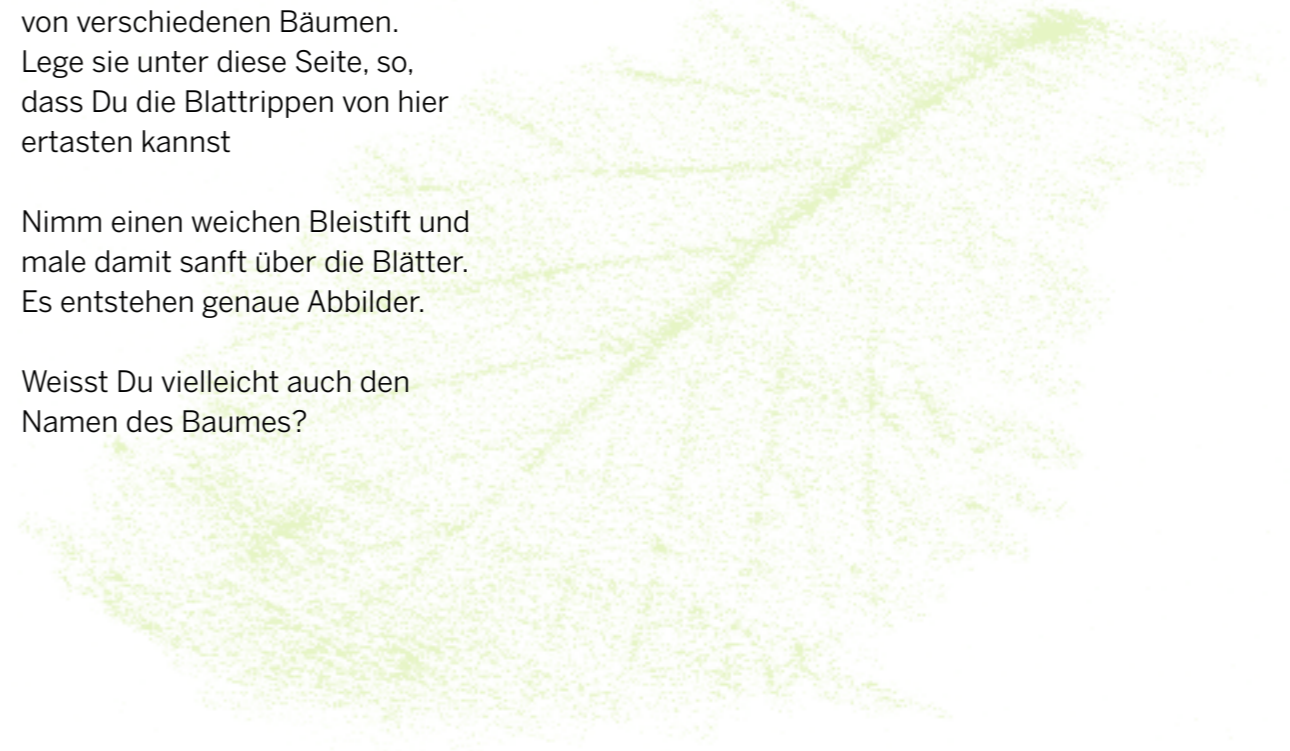 von verschiedenen Bäumen.
Lege sie unter diese Seite, so,
dass Du die Blattrippen von hier
ertasten kannst
Nimm einen weichen Bleistift und
male damit sanft über die Blätter.
Es entstehen genaue Abbilder.
Weisst Du vielleicht auch den
Namen des Baumes?